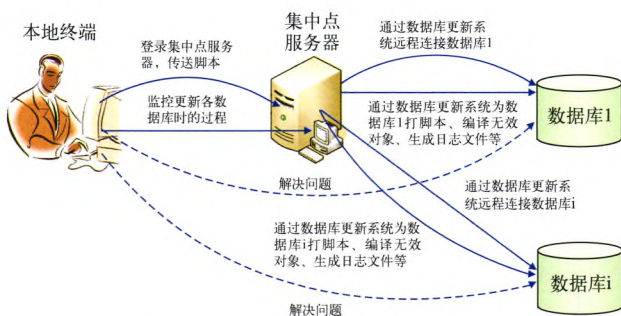 本地终端
登录集中点服务
器，传送脚本
监控更新各数
据库时的过程
集中点
服务器
通过数据库更新系
统远程连接数据库1
通过数据库更新系统为数
据库1打脚本、编译无效
对象、生成日志文件等
数据库1
解决问题
通过数据库更新系
统远程连接数据库i
通过数据库更新系统为数
据库i打脚本、编译无效
对象、生成日志文件等
数据库i
解决问题